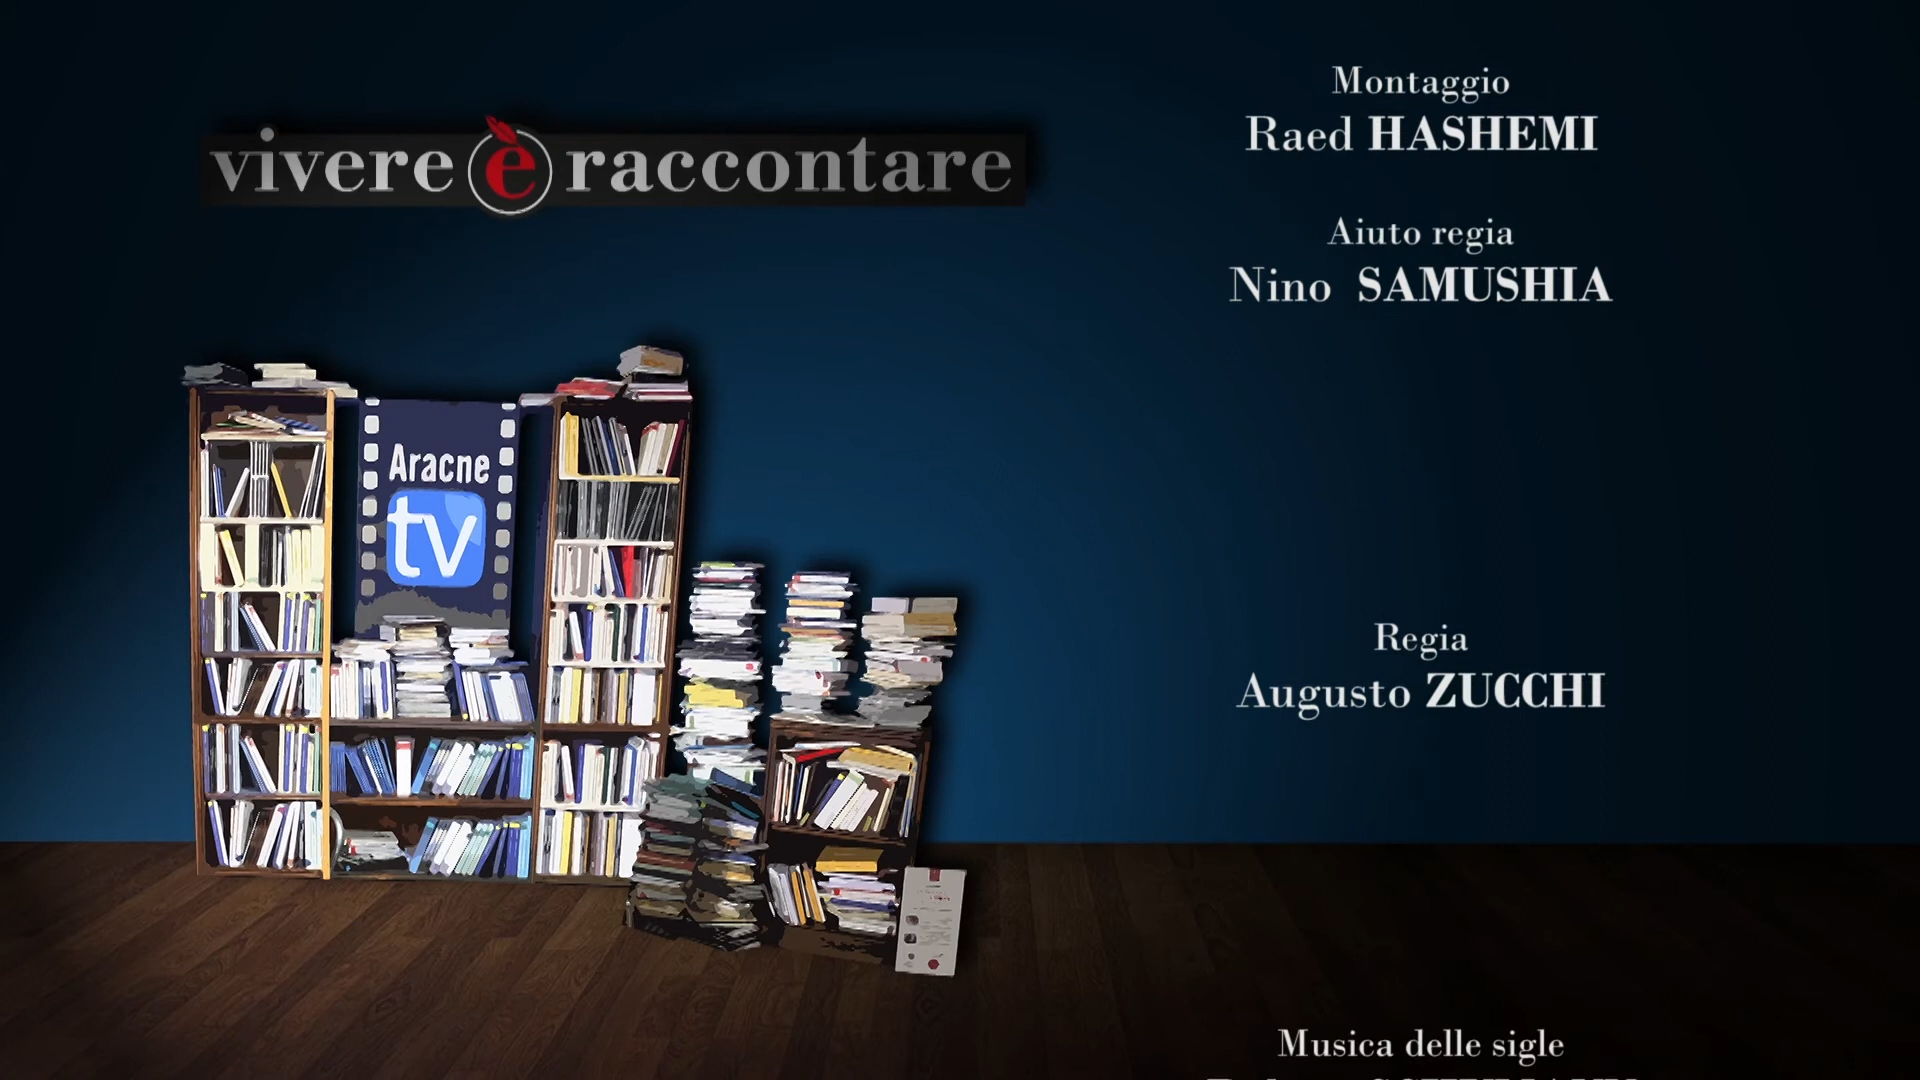 vivere è raccontare
Aracne
tv
Montaggio
Raed HASHEMI
Aiuto regia
Nino SAMUSHIA
Regia
Augusto ZUCCHI
Musica delle sigle